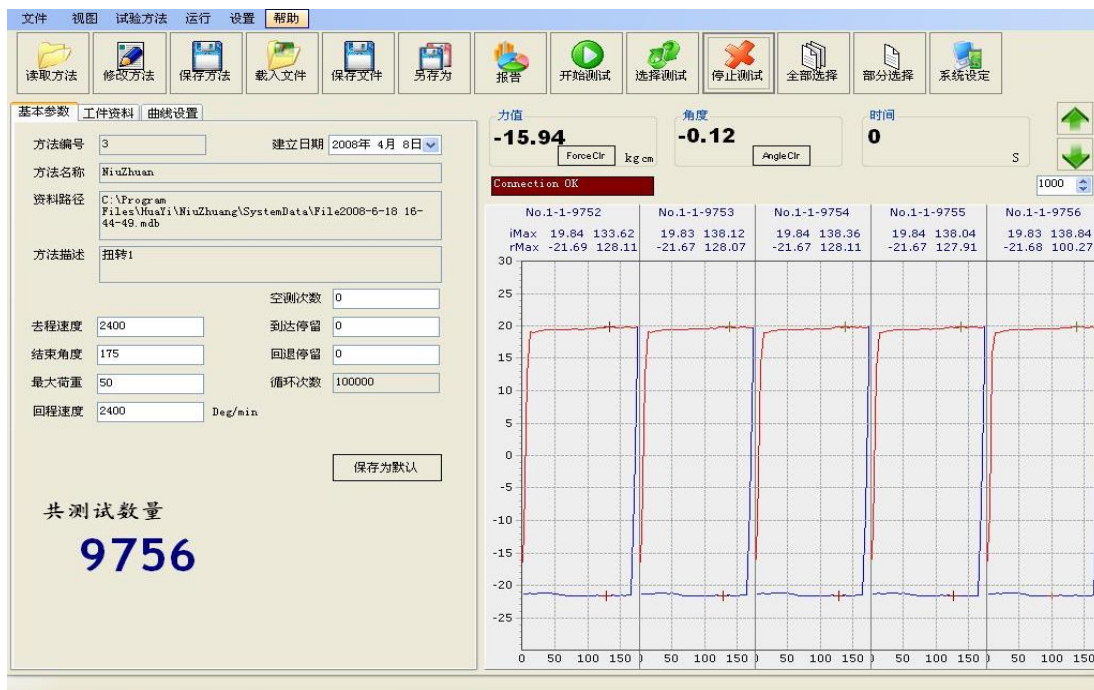 文件 视图 试验方法 运行 设置 帮助
读取方法 修改方法 保存方法 载入文件 保存文件 另存为 报告 开始测试 选择测试 停止测试 全部选择 部分选择 系统设定
基本参数 工件资料 曲线设置
方法编号 3 建立日期 2008年 4月 8日
方法名称 NiuZhuan
资料路径 C:\Program
Files\HuaYi\NiuZhuang\SystemData\File2008-6-18 16-
44-49.mdb
方法描述 扭转1
空测次数 0
去程速度 2400 到达停留 0
结束角度 175 回退停留 0
最大荷重 50 循环次数 100000
回程速度 2400 Deg/min
保存为默认
共测试数量
9756
力值 角度 时间
-15.94 -0.12 0
ForceClr kg cm AngleClr S
Connection OK 1000
No.1-1-9752 No.1-1-9753 No.1-1-9754 No.1-1-9755 No.1-1-9756
iMax 19.84 133.62 19.83 138.12 19.84 138.36 19.84 138.04 19.83 138.84
rMax -21.69 128.11 -21.67 128.07 -21.67 128.11 -21.67 127.91 -21.68 100.27
30
25
20
15
10
5
0
-5
-10
-15
-20
-25
0 50 100 150 50 100 150 50 100 150 50 100 150 50 100 150